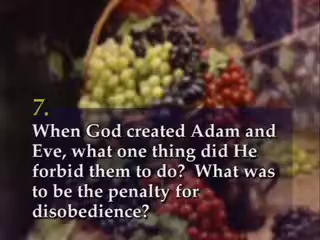 7.
When God created Adam and
Eve, what one thing did He
forbid them to do? What was
to be the penalty for
disobedience?